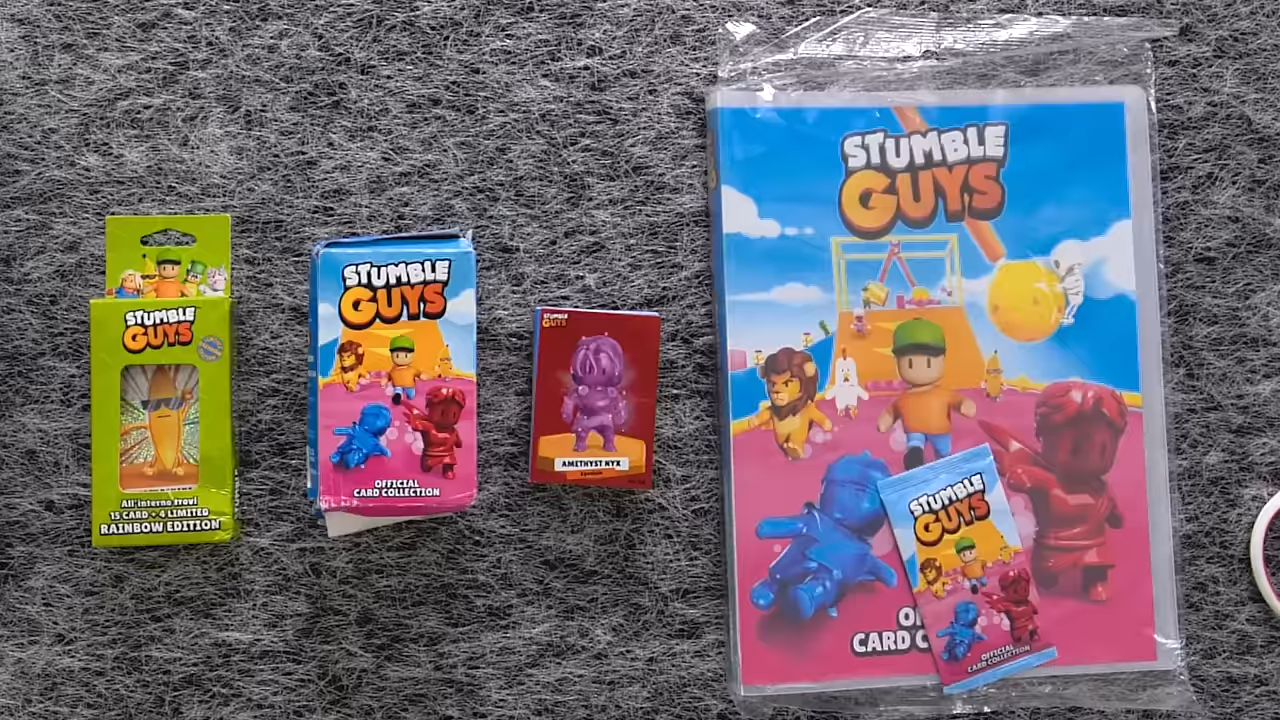 STUMBLE
GUYS
All'interno trovi
15 CARD + 4 LIMITED
RAINBOW EDITION
STUMBLE
GUYS
OFFICIAL
CARD COLLECTION
STUMBLE
GUYS
AMETHYST NYX
STUMBLE
GUYS
CARD
STUMBLE
GUYS
OFFICIAL
CARD COLLECTION